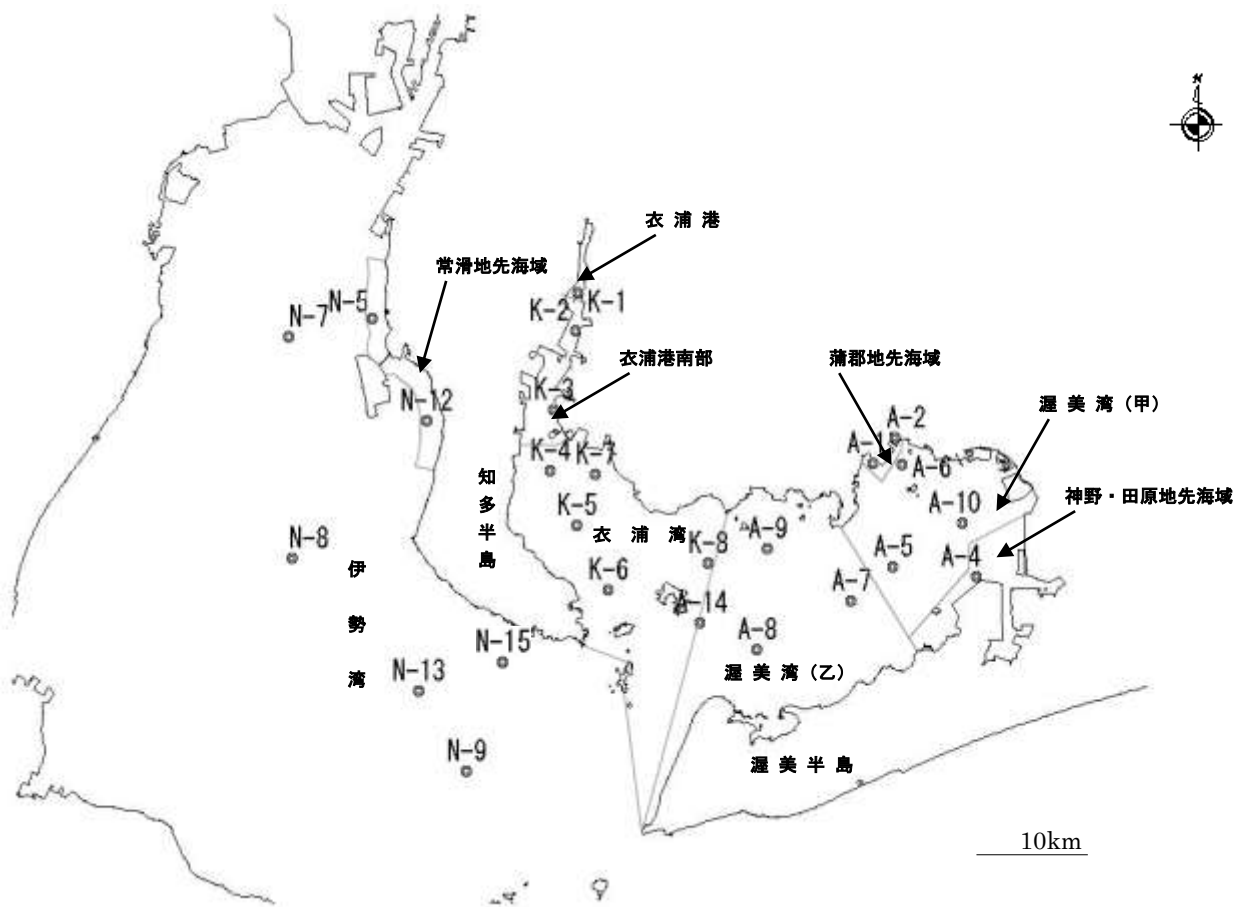 N
衣 浦 港
常滑地先海域
N-5
N-7
K-1
K-2
衣浦港南部
蒲郡地先海域
渥 美 湾（甲）
K-3
N-12
A-2
A-1
A-6
K-4
K-7
知多半島
神野・田原地先海域
A-10
K-5
衣 浦 湾
A-9
N-8
K-8
A-5
A-4
伊勢湾
K-6
A-7
A-14
A-8
N-15
渥 美 湾（乙）
N-13
N-9
渥 美 半 島
10km